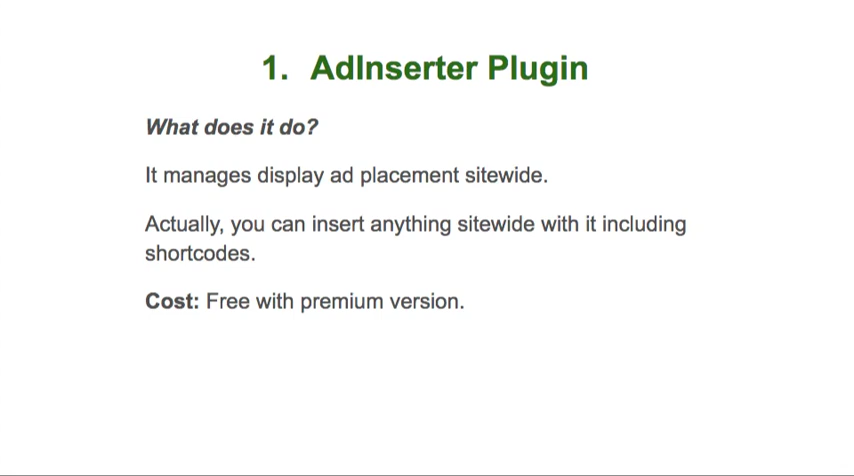 1. AdInserter Plugin
What does it do?
It manages display ad placement sitewide.
Actually, you can insert anything sitewide with it including
shortcodes.
Cost: Free with premium version.